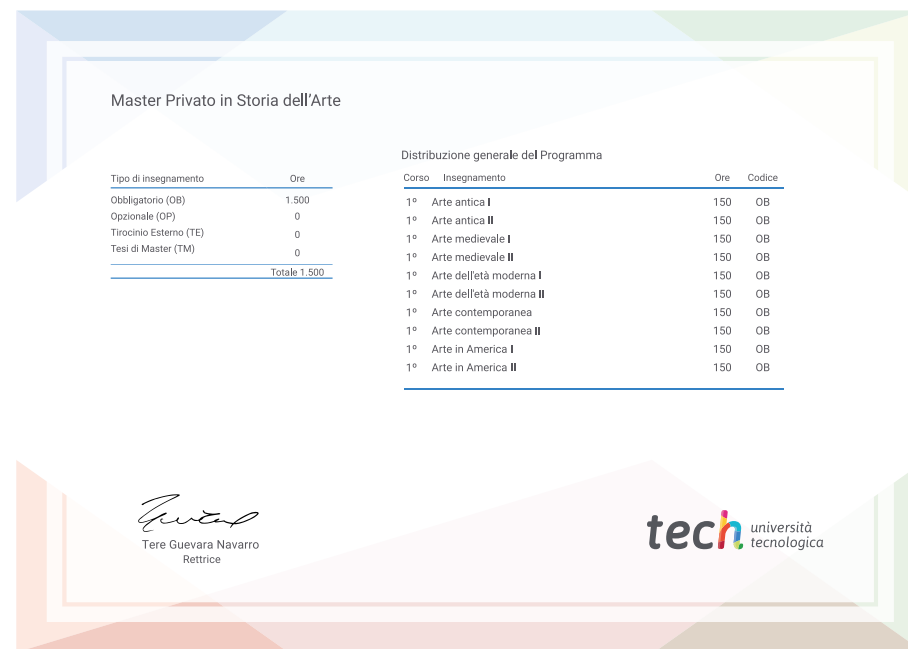 Master Privato in Storia dell'Arte
Tipo di insegnamento Ore
Obbligatorio (OB) 1.500
Opzionale (OP) 0
Tirocinio Esterno (TE) 0
Tesi di Master (TM) 0
Totale 1.500
Distribuzione generale del Programma
Corso Insegnamento Ore Codice
1º Arte antica I 150 OB
1º Arte antica II 150 OB
1º Arte medievale I 150 OB
1º Arte medievale II 150 OB
1º Arte dell'età moderna I 150 OB
1º Arte dell'età moderna II 150 OB
1º Arte contemporanea 150 OB
1º Arte contemporanea II 150 OB
1º Arte in America I 150 OB
1º Arte in America II 150 OB
Tere Guevara Navarro
Rettrice
tech università
tecnologica